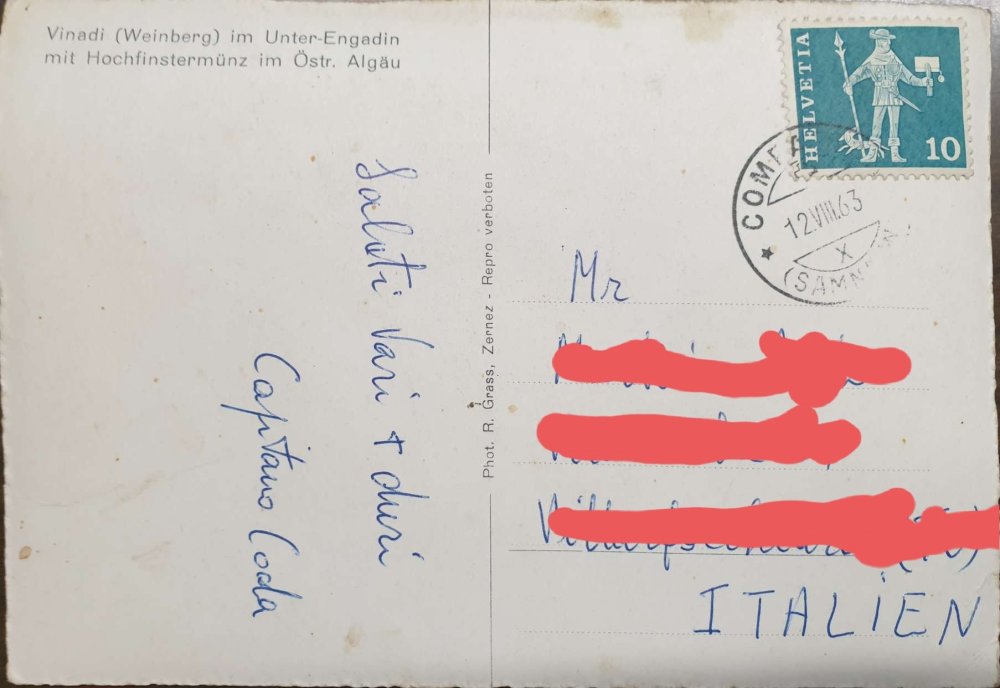 Vinadi (Weinberg) im Unter-Engadin
mit Hochfinstermünz im Östr. Algäu
Saluti vari + duri
Capitano Coda
Phot. R. Grass, Zernez - Repro verboten
HELVETIA
10
12.VIII.63
X
Mr
ITALIEN